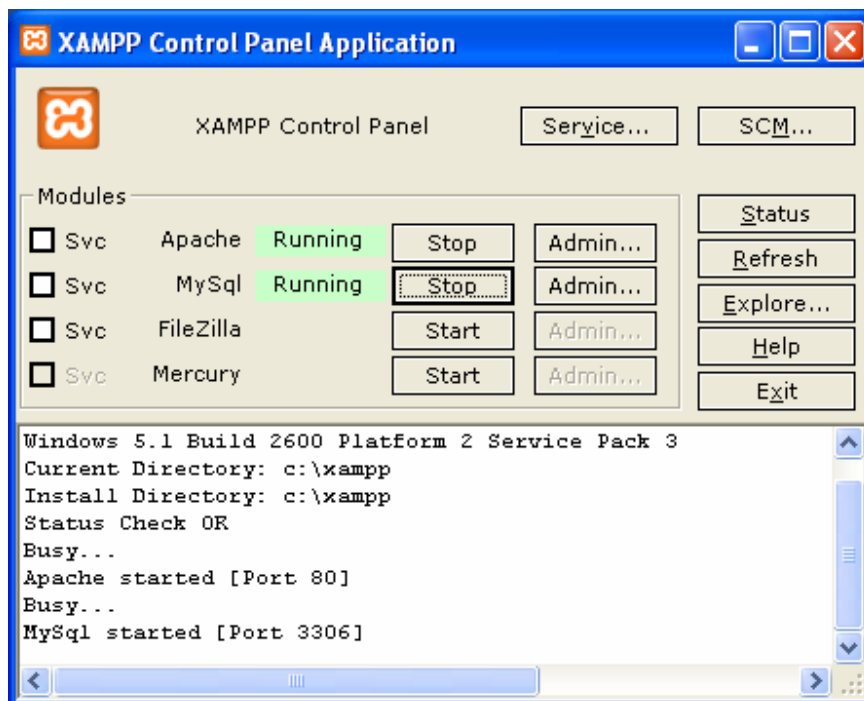 XAMPP Control Panel Application
XAMPP Control Panel Service... SCM...
Modules
Svc Apache Running Stop Admin...
Svc MySql Running Stop Admin...
Svc FileZilla Start Admin...
Svc Mercury Start Admin...
Status
Refresh
Explore...
Help
Exit
Windows 5.1 Build 2600 Platform 2 Service Pack 3
Current Directory: c:\xampp
Install Directory: c:\xampp
Status Check OK
Busy...
Apache started [Port 80]
Busy...
MySql started [Port 3306]